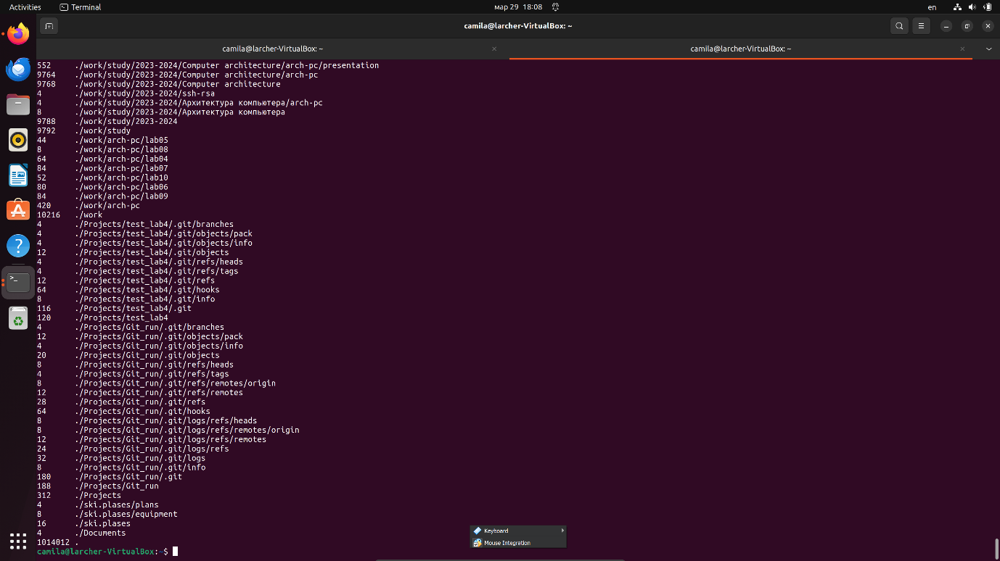 Activities Terminal мар 29 18:08 en
camila@larcher-VirtualBox: ~
camila@larcher-VirtualBox: ~ camila@larcher-VirtualBox: ~
552 ./work/study/2023-2024/Computer architecture/arch-pc/presentation
9764 ./work/study/2023-2024/Computer architecture/arch-pc
9768 ./work/study/2023-2024/Computer architecture
4 ./work/study/2023-2024/ssh-rsa
4 ./work/study/2023-2024/Архитектура компьютера/arch-pc
8 ./work/study/2023-2024/Архитектура компьютера
9788 ./work/study/2023-2024
9792 ./work/study
44 ./work/arch-pc/lab05
8 ./work/arch-pc/lab08
64 ./work/arch-pc/lab04
84 ./work/arch-pc/lab07
52 ./work/arch-pc/lab10
80 ./work/arch-pc/lab06
84 ./work/arch-pc/lab09
420 ./work/arch-pc
10216 ./work
4 ./Projects/test_lab4/.git/branches
4 ./Projects/test_lab4/.git/objects/pack
4 ./Projects/test_lab4/.git/objects/info
12 ./Projects/test_lab4/.git/objects
4 ./Projects/test_lab4/.git/refs/heads
4 ./Projects/test_lab4/.git/refs/tags
12 ./Projects/test_lab4/.git/refs
64 ./Projects/test_lab4/.git/hooks
8 ./Projects/test_lab4/.git/info
116 ./Projects/test_lab4/.git
120 ./Projects/test_lab4
4 ./Projects/Git_run/.git/branches
12 ./Projects/Git_run/.git/objects/pack
4 ./Projects/Git_run/.git/objects/info
20 ./Projects/Git_run/.git/objects
8 ./Projects/Git_run/.git/refs/heads
4 ./Projects/Git_run/.git/refs/tags
8 ./Projects/Git_run/.git/refs/remotes/origin
12 ./Projects/Git_run/.git/refs/remotes
28 ./Projects/Git_run/.git/refs
64 ./Projects/Git_run/.git/hooks
8 ./Projects/Git_run/.git/logs/refs/heads
8 ./Projects/Git_run/.git/logs/refs/remotes/origin
12 ./Projects/Git_run/.git/logs/refs/remotes
24 ./Projects/Git_run/.git/logs/refs
32 ./Projects/Git_run/.git/logs
8 ./Projects/Git_run/.git/info
180 ./Projects/Git_run/.git
188 ./Projects/Git_run
312 ./Projects
4 ./ski.plases/plans
8 ./ski.plases/equipment
16 ./ski.plases
4 ./Documents
1014012 .
camila@larcher-VirtualBox:~$
Keyboard
Mouse Integration